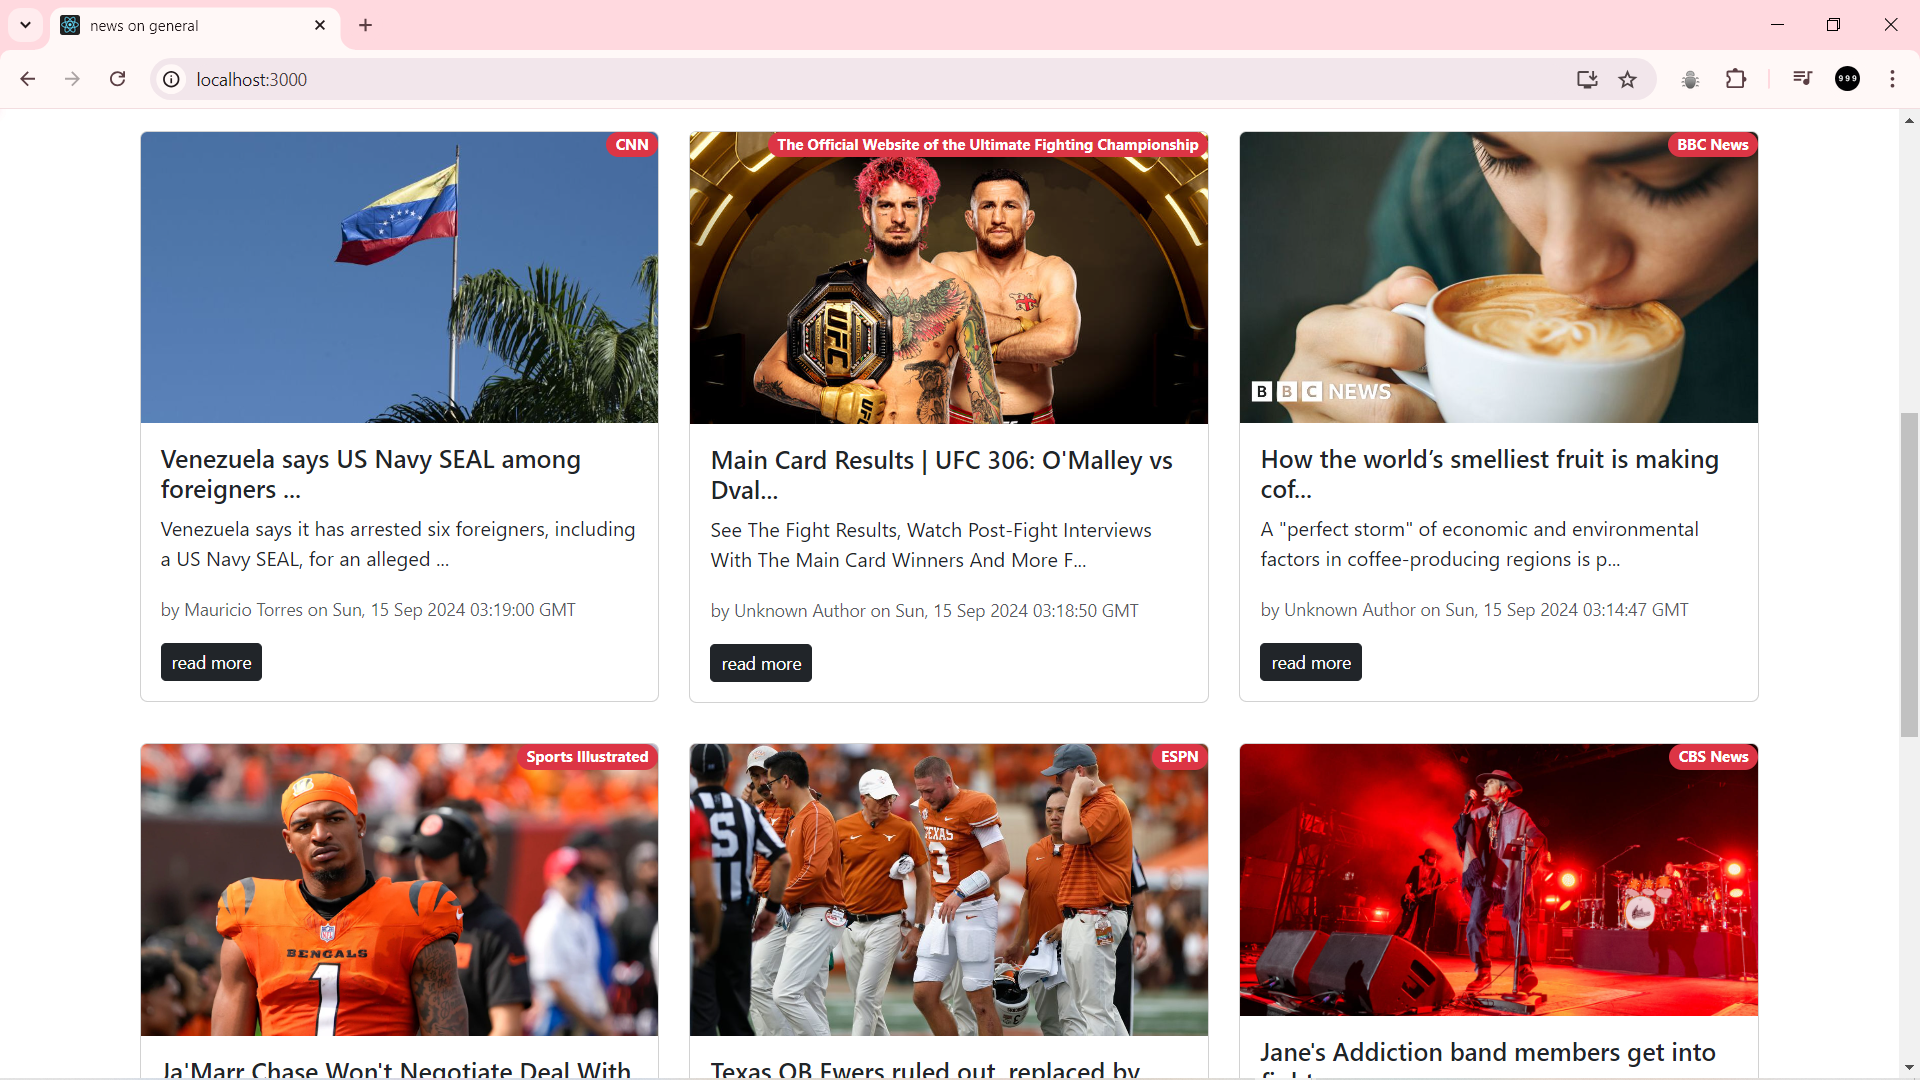 news on general
localhost:3000
999
CNN
The Official Website of the Ultimate Fighting Championship
BBC News
UFC
UFC
BBC NEWS
Venezuela says US Navy SEAL among
foreigners ...
Venezuela says it has arrested six foreigners, including
a US Navy SEAL, for an alleged ...
by Mauricio Torres on Sun, 15 Sep 2024 03:19:00 GMT
read more
Main Card Results | UFC 306: O'Malley vs
Dval...
See The Fight Results, Watch Post-Fight Interviews
With The Main Card Winners And More F...
by Unknown Author on Sun, 15 Sep 2024 03:18:50 GMT
read more
How the world’s smelliest fruit is making
cof...
A "perfect storm" of economic and environmental
factors in coffee-producing regions is p...
by Unknown Author on Sun, 15 Sep 2024 03:14:47 GMT
read more
Sports Illustrated
ESPN
CBS News
BENGALS
1
S
TEXAS
3
Ja'Marr Chase Won't Negotiate Deal With
Texas QB Ewers ruled out, replaced by
Jane's Addiction band members get into